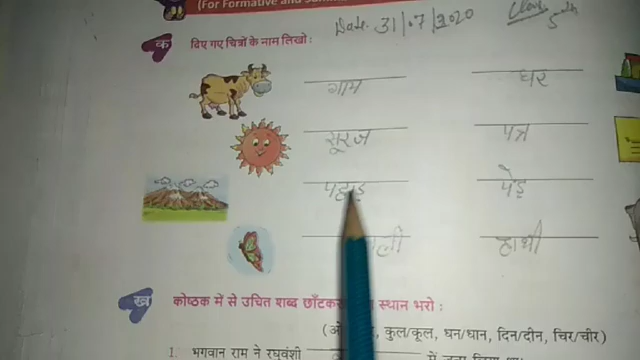 (For Formative and
Date. 31/07/2020
Class 5th
क दिए गए चित्रों के नाम लिखो :
गाय घर
सूरज पत्र
पहाड़ पेड़
हाथी
ख कोष्ठक में से उचित शब्द स्थान भरो :
कुल/कूल, धन/धान, दिन/दीन, चिर/चीर)
1. भगवान राम ने रघुवंशी